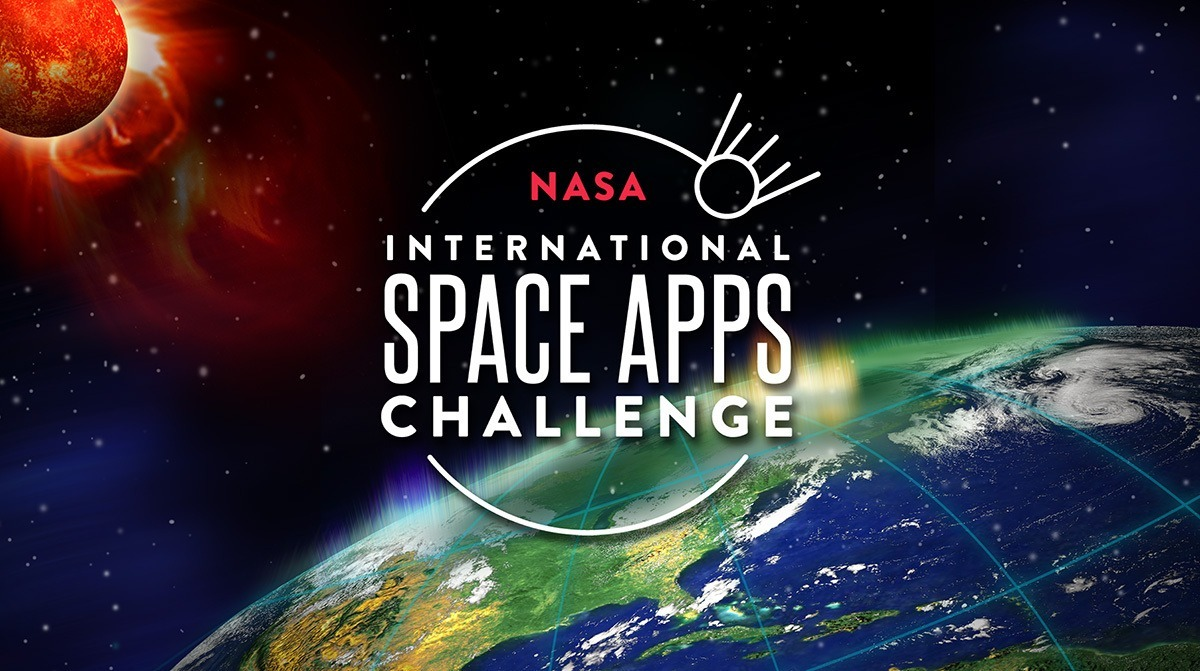 NASA
INTERNATIONAL
SPACE APPS
CHALLENGE